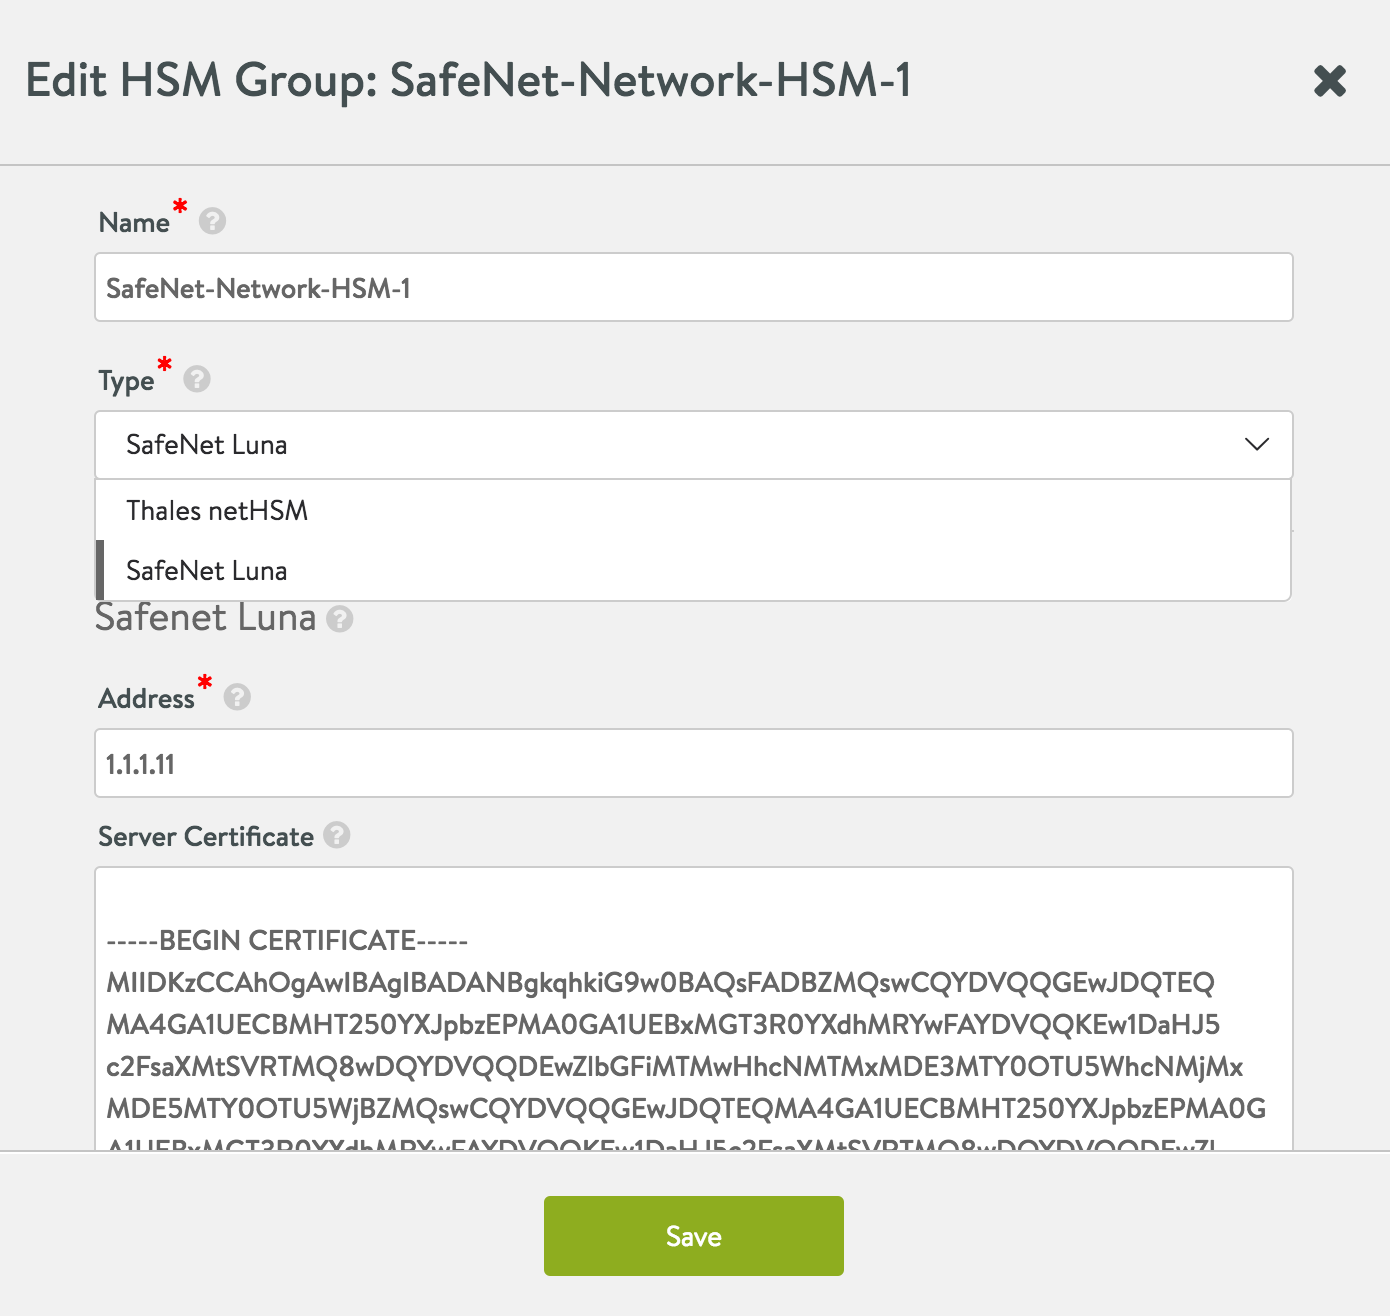 Edit HSM Group: SafeNet-Network-HSM-1
Name*
SafeNet-Network-HSM-1
Type*
SafeNet Luna
Thales netHSM
SafeNet Luna
Safenet Luna
Address*
1.1.1.11
Server Certificate
-----BEGIN CERTIFICATE-----
MIIDKzCCAhOgAwIBAgIBADANBgkqhkiG9w0BAQsFADBZMQswCQYDVQQGEwJDQTEQ
MA4GA1UECBMHT250YXJpbzEPMA0GA1UEBxMGT3R0YXdhMRYwFAYDVQQKEw1DaHJ5
c2FsaXMtSVRTMQ8wDQYDVQQDEwZlbGFiMTMwHhcNMTMxMDE3MTY0OTU5WhcNMjMx
MDE5MTY0OTU5WjBZMQswCQYDVQQGEwJDQTEQMA4GA1UECBMHT250YXJpbzEPMA0G
A1UEBxMGT3R0YXdhMRYwFAYDVQQKEw1DaHJ5c2FsaXMtSVRTMQ8wDQYDVQQDEwZl
Save